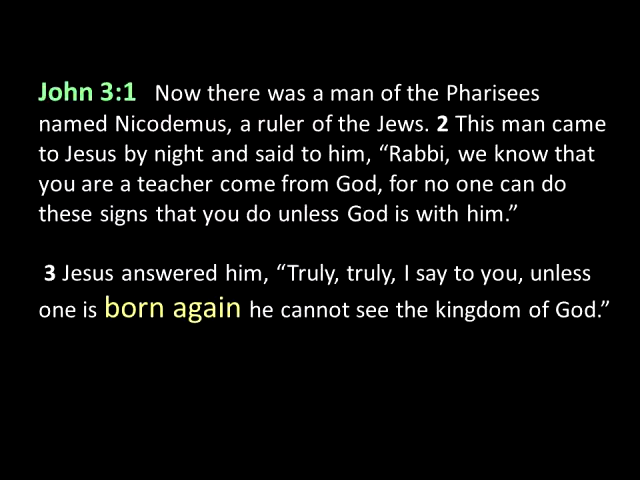 John 3:1 Now there was a man of the Pharisees
named Nicodemus, a ruler of the Jews. 2 This man came
to Jesus by night and said to him, “Rabbi, we know that
you are a teacher come from God, for no one can do
these signs that you do unless God is with him.”
3 Jesus answered him, “Truly, truly, I say to you, unless
one is born again he cannot see the kingdom of God.”